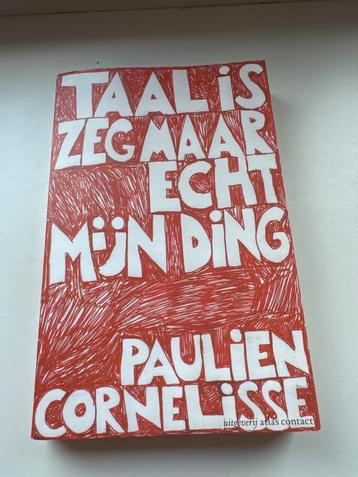 TAAL iS
ZEG MAAR
ECHT
MIJN DING
PAULIEN
CORNELISSE
uitgeverij atlas contact